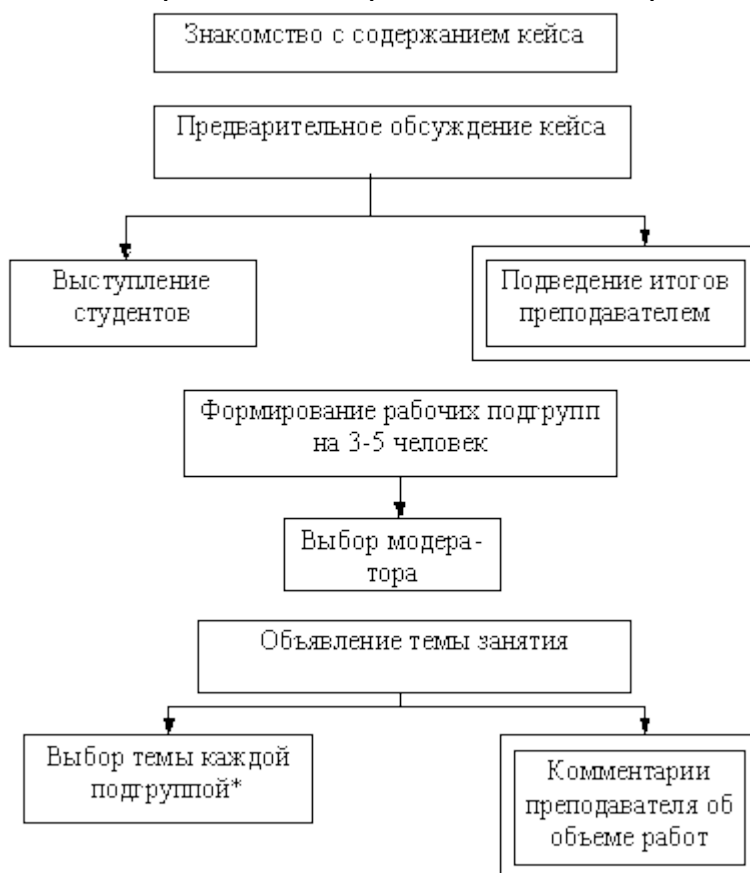 Знакомство с содержанием кейса
Предварительное обсуждение кейса
Выступление
студентов
Подведение итогов
преподавателем
Формирование рабочих подгрупп
на 3-5 человек
Выбор модера-
тора
Объявление темы занятия
Выбор темы каждой
подгруппой*
Комментарии
преподавателя об
объеме работ